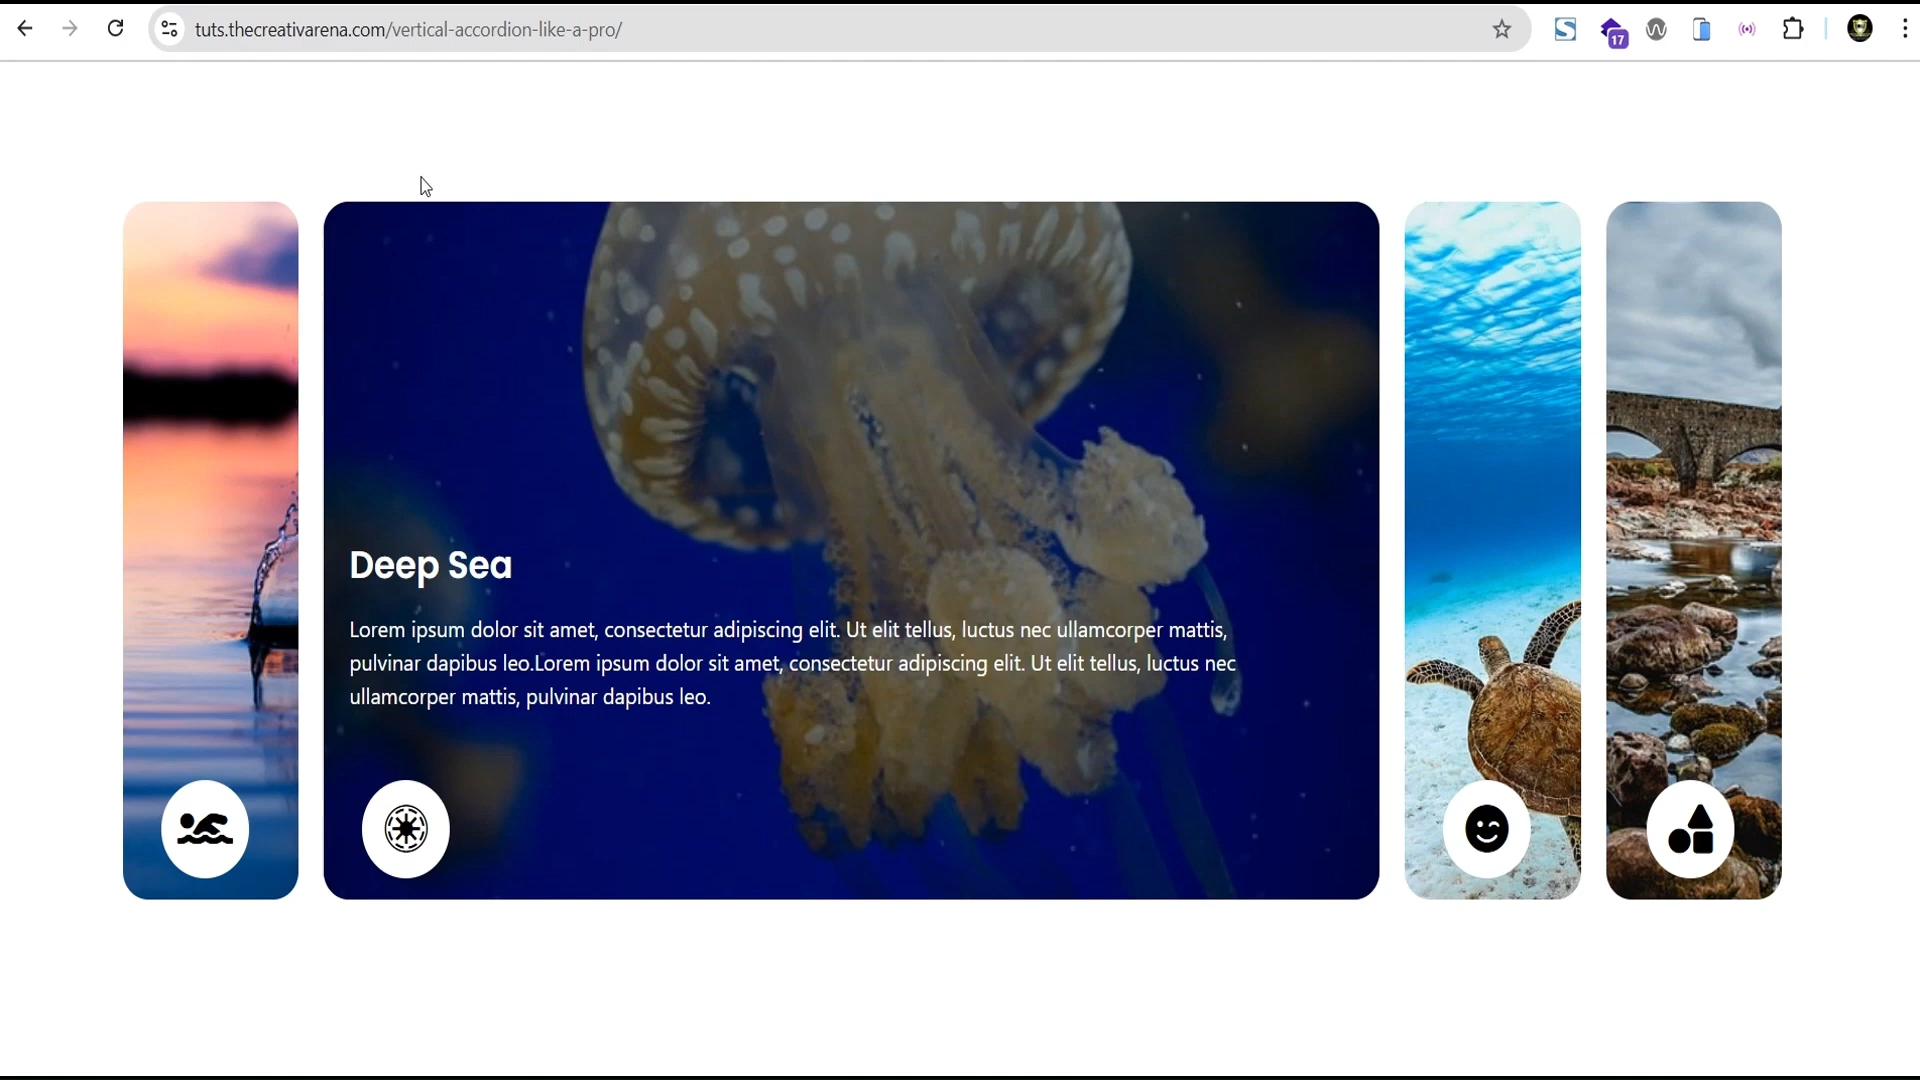 tuts.thecreativarena.com/vertical-accordion-like-a-pro/
17
Deep Sea
Lorem ipsum dolor sit amet, consectetur adipiscing elit. Ut elit tellus, luctus nec ullamcorper mattis,
pulvinar dapibus leo.Lorem ipsum dolor sit amet, consectetur adipiscing elit. Ut elit tellus, luctus nec
ullamcorper mattis, pulvinar dapibus leo.